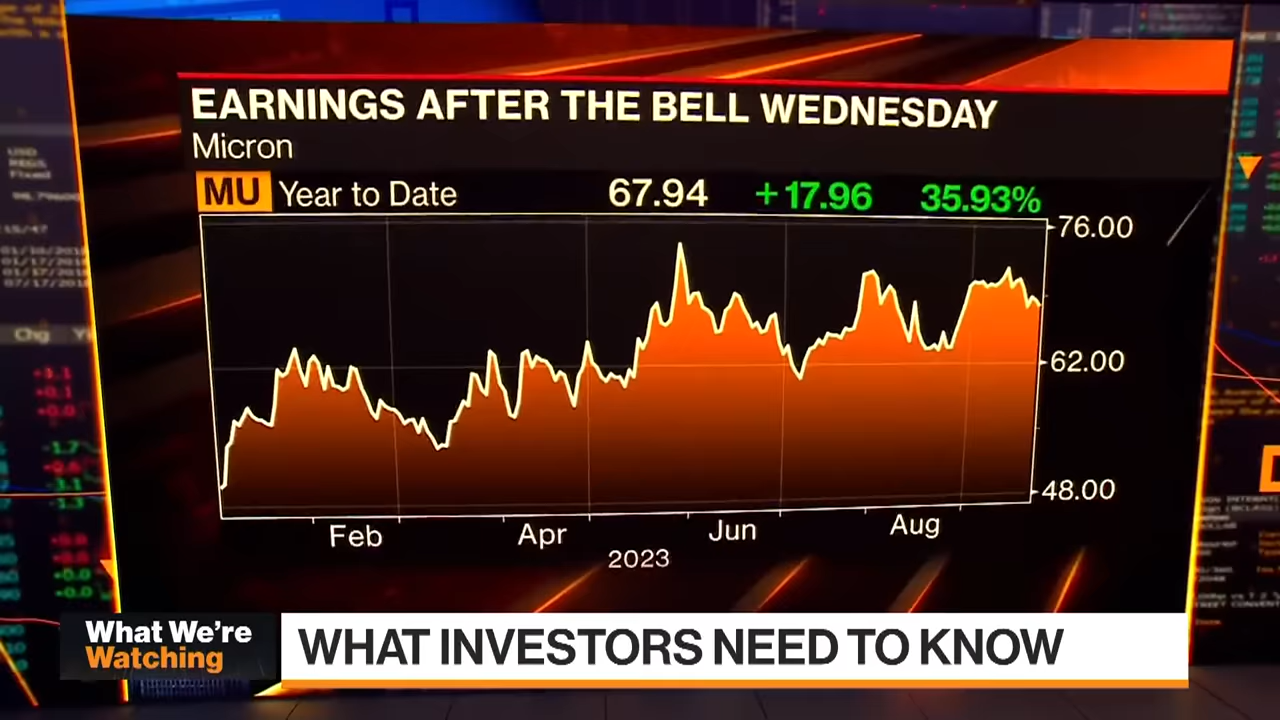 EARNINGS AFTER THE BELL WEDNESDAY
Micron
MU Year to Date 67.94 +17.96 35.93%
76.00
62.00
48.00
Feb Apr Jun Aug
2023
What We're
Watching
WHAT INVESTORS NEED TO KNOW